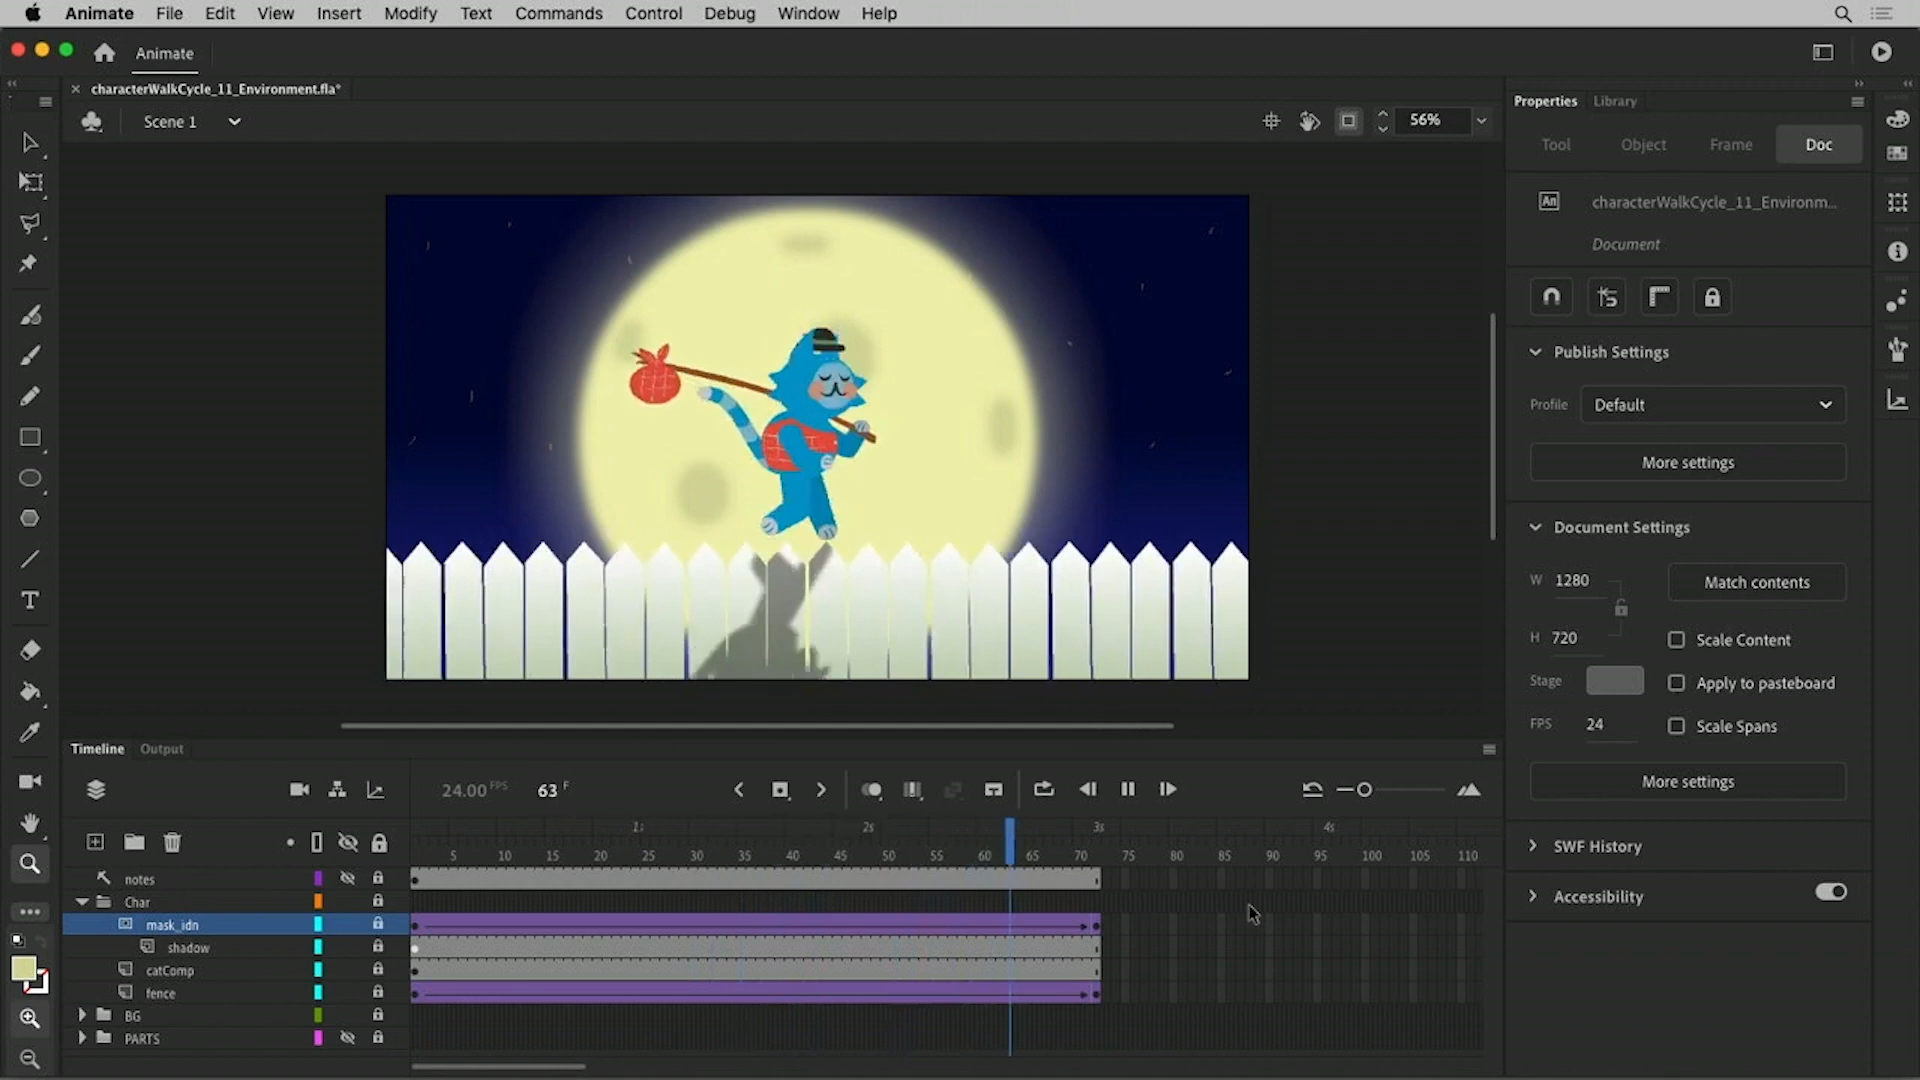 Animate File Edit View Insert Modify Text Commands Control Debug Window Help
Animate
characterWalkCycle_11_Environment.fla*
Scene 1
56%
Properties Library
Tool Object Frame Doc
An characterWalkCycle_11_Environm...
Document
Publish Settings
Profile Default
More settings
Document Settings
W 1280 Match contents
H 720 Scale Content
Stage Apply to pasteboard
FPS 24 Scale Spans
More settings
SWF History
Accessibility
Timeline Output
24.00 FPS 63 F
1s 2s 3s 4s
5 10 15 20 25 30 35 40 45 50 55 60 65 70 75 80 85 90 95 100 105 110
notes
Char
mask_idn
shadow
catComp
fence
BG
PARTS